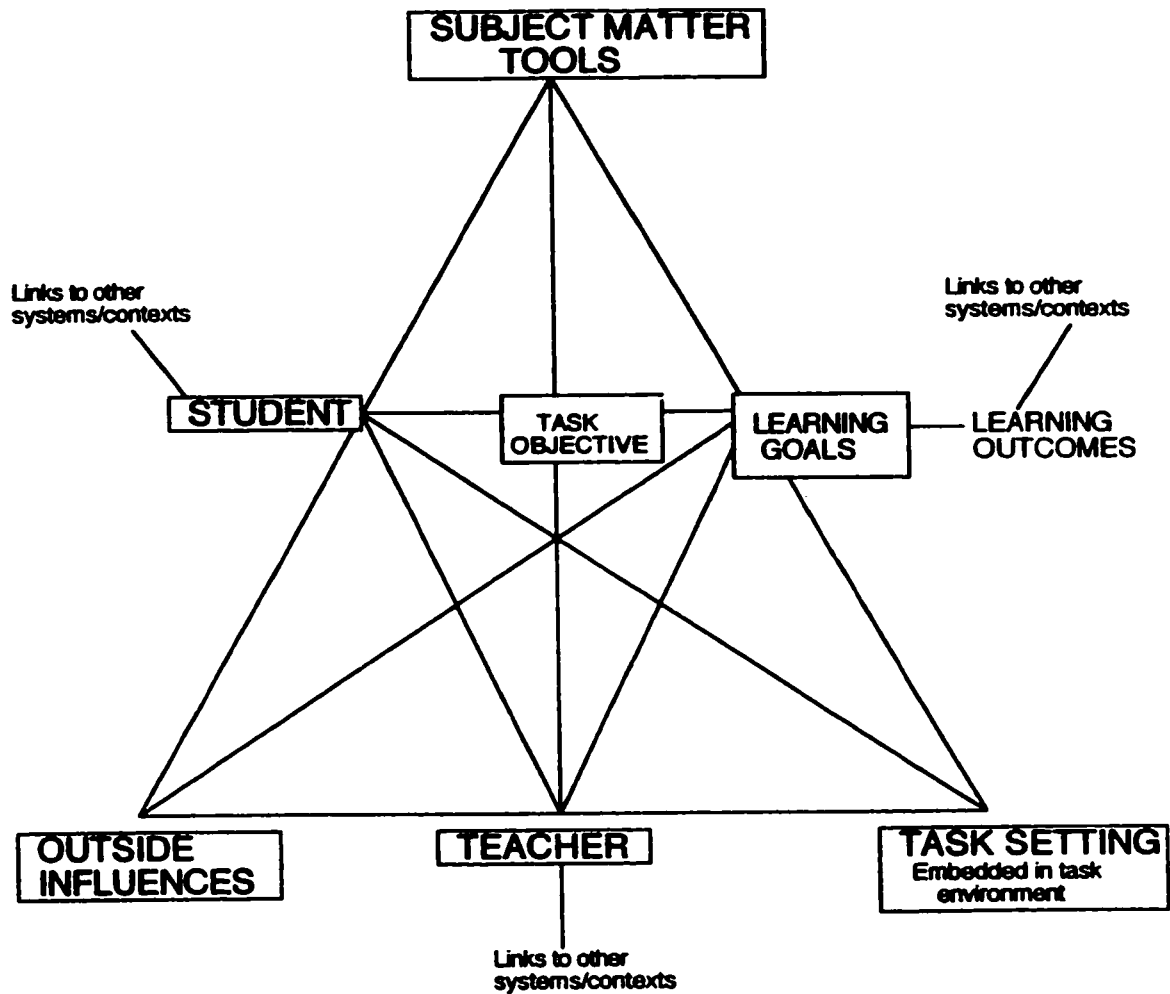 SUBJECT MATTER
TOOLS
Links to other
systems/contexts
Links to other
systems/contexts
STUDENT
TASK
OBJECTIVE
LEARNING
GOALS
LEARNING
OUTCOMES
OUTSIDE
INFLUENCES
TEACHER
TASK SETTING
Embedded in task
environment
Links to other
systems/contexts